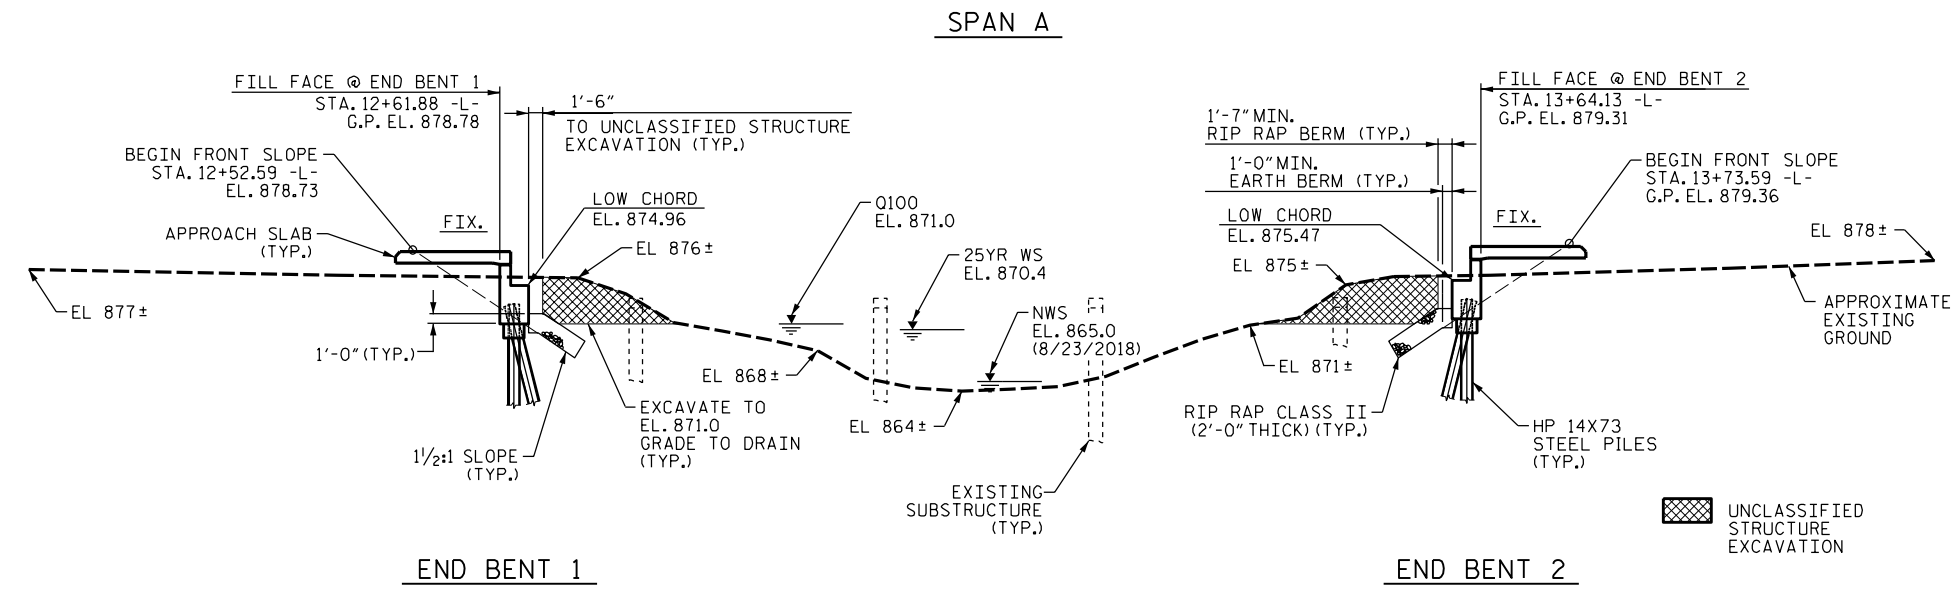 SPAN A
FILL FACE @ END BENT 1
STA. 12+61.88 -L-
G.P. EL. 878.78
1'-6"
TO UNCLASSIFIED STRUCTURE
EXCAVATION (TYP.)
1'-7" MIN.
RIP RAP BERM (TYP.)
1'-0" MIN.
EARTH BERM (TYP.)
FILL FACE @ END BENT 2
STA. 13+64.13 -L-
G.P. EL. 879.31
BEGIN FRONT SLOPE
STA. 12+52.59 -L-
EL. 878.73
BEGIN FRONT SLOPE
STA. 13+73.59 -L-
G.P. EL. 879.36
LOW CHORD
EL. 874.96
Q100
EL. 871.0
LOW CHORD
EL. 875.47
FIX.
FIX.
APPROACH SLAB
(TYP.)
EL 876±
25YR WS
EL. 870.4
EL 875±
EL 878±
EL 877±
NWS
EL. 865.0
(8/23/2018)
APPROXIMATE
EXISTING
GROUND
1'-0" (TYP.)
EL 868±
EL 871±
EXCAVATE TO
EL. 871.0
GRADE TO DRAIN
(TYP.)
EL 864±
RIP RAP CLASS II
(2'-0" THICK) (TYP.)
HP 14X73
STEEL PILES
(TYP.)
1½:1 SLOPE
(TYP.)
EXISTING
SUBSTRUCTURE
(TYP.)
UNCLASSIFIED
STRUCTURE
EXCAVATION
END BENT 1
END BENT 2